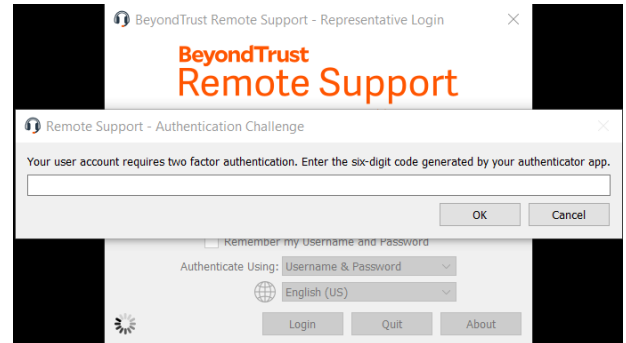 BeyondTrust Remote Support - Representative Login
BeyondTrust
Remote Support
Remote Support - Authentication Challenge
Your user account requires two factor authentication. Enter the six-digit code generated by your authenticator app.
OK Cancel
Remember my Username and Password
Authenticate Using: Username & Password
English (US)
Login Quit About